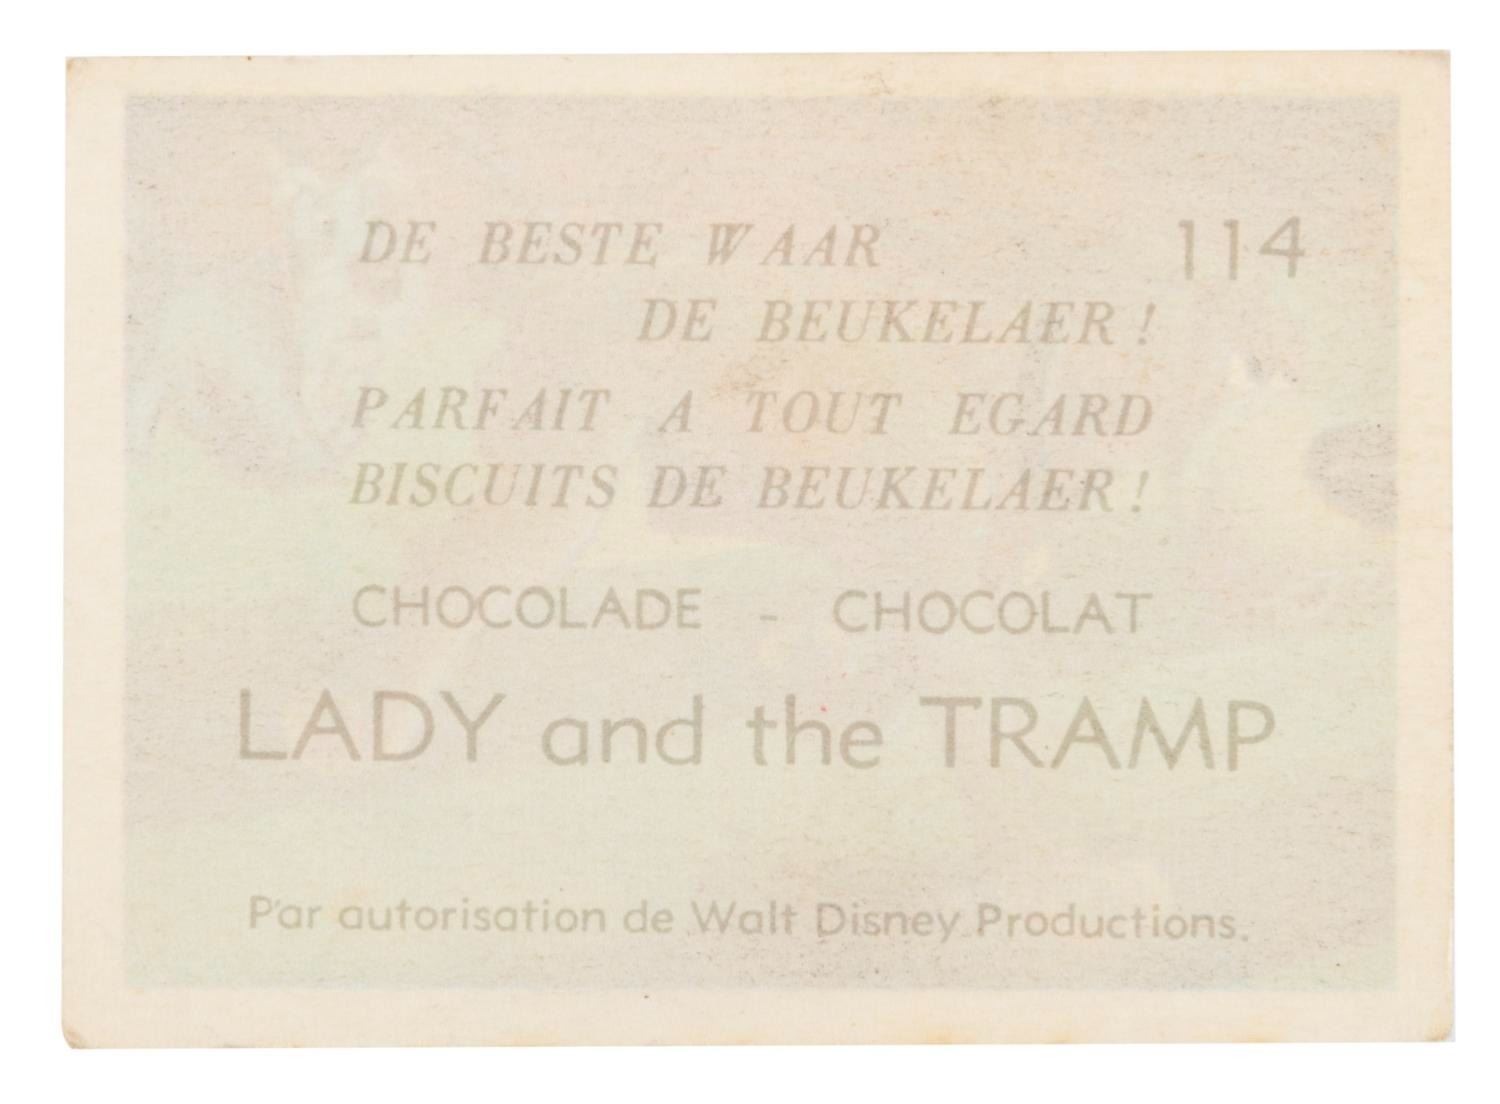 DE BESTE WAAR 114
DE BEUKELAER !
PARFAIT A TOUT EGARD
BISCUITS DE BEUKELAER !
CHOCOLADE - CHOCOLAT
LADY and the TRAMP
Par autorisation de Walt Disney Productions.